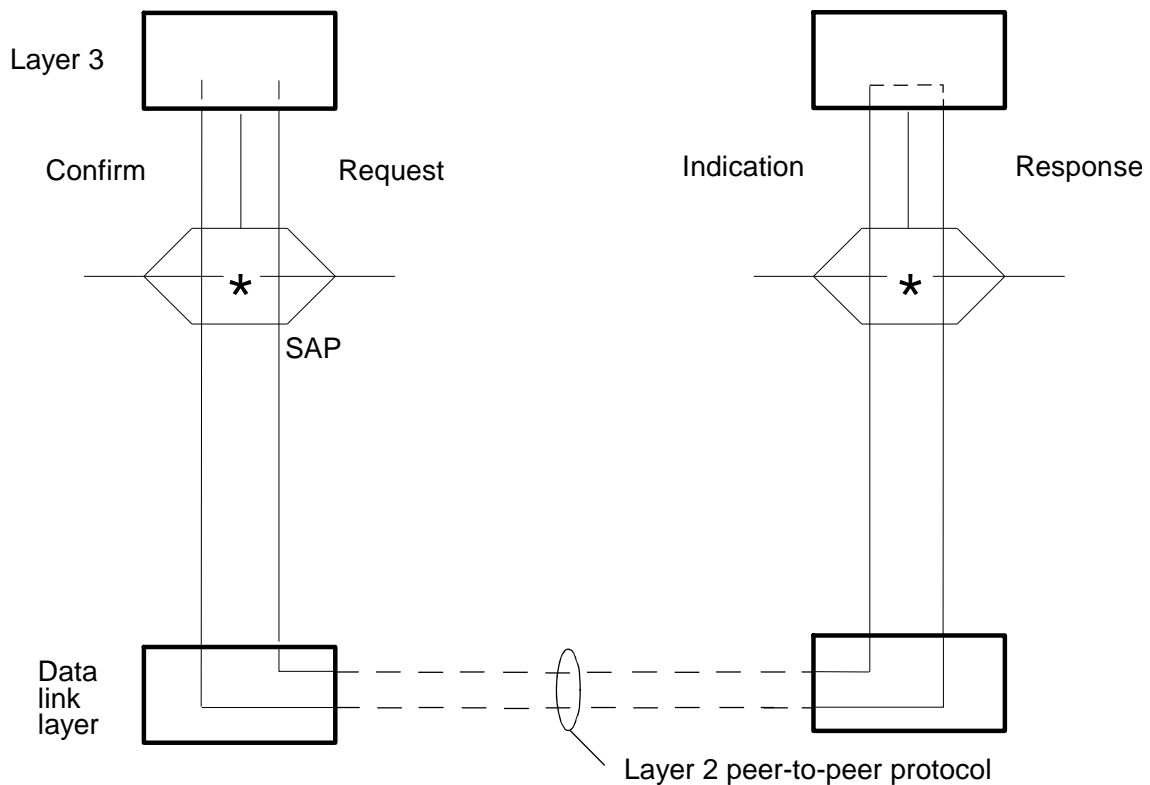 Layer 3
Confirm
Request
Indication
Response
*
*
SAP
Data
link
layer
Layer 2 peer-to-peer protocol